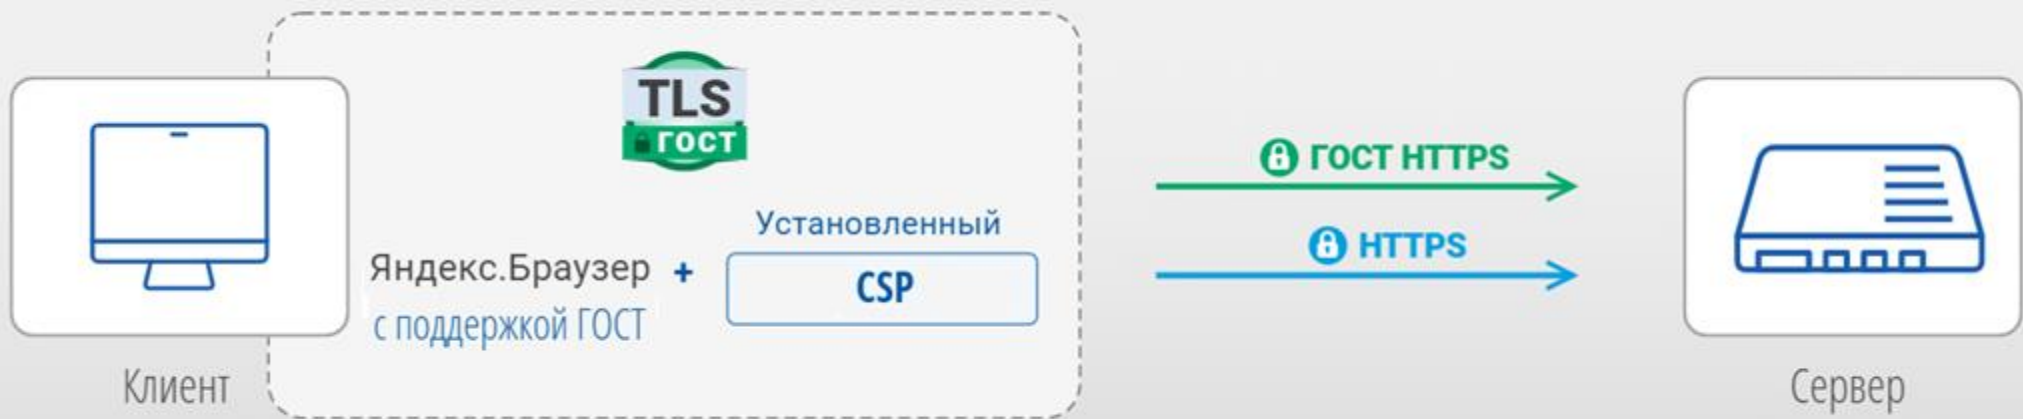 TLS
ГОСТ
Установленный
Яндекс.Браузер +
с поддержкой ГОСТ
CSP
Клиент
ГОСТ HTTPS
HTTPS
Сервер